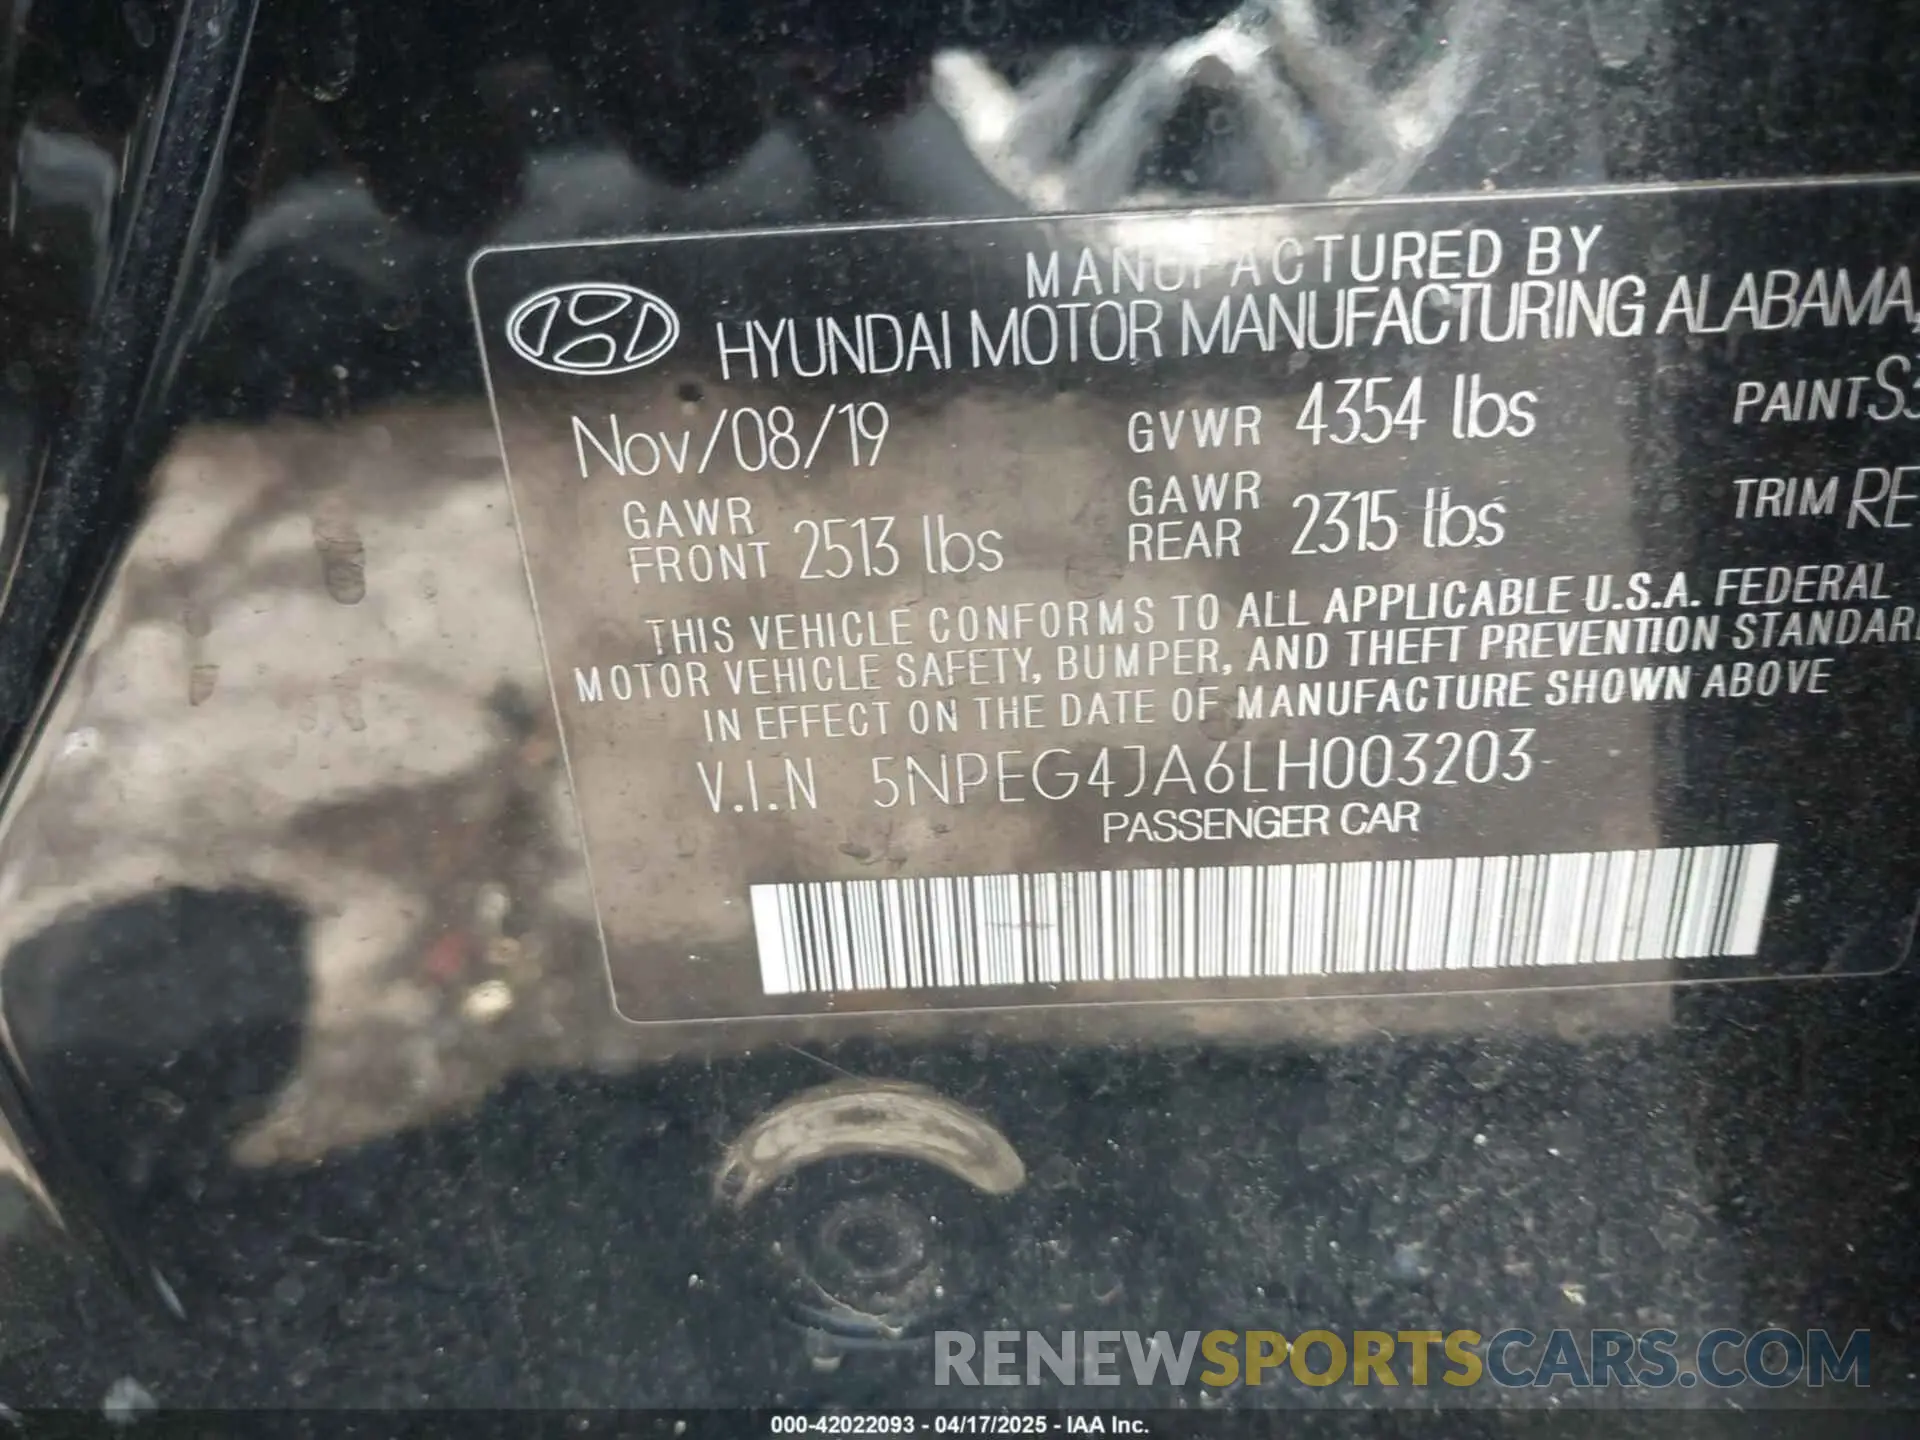 MANUFACTURED BY
HYUNDAI MOTOR MANUFACTURING ALABAMA,
Nov/08/19 GVWR 4354 lbs PAINT
GAWR FRONT 2513 lbs GAWR REAR 2315 lbs TRIM RE
THIS VEHICLE CONFORMS TO ALL APPLICABLE U.S.A. FEDERAL
MOTOR VEHICLE SAFETY, BUMPER, AND THEFT PREVENTION STANDAR
IN EFFECT ON THE DATE OF MANUFACTURE SHOWN ABOVE
V.I.N 5NPEG4JA6LH003203
PASSENGER CAR
RENEWSPORTSCARS.COM
000-42022093 - 04/17/2025 - IAA Inc.